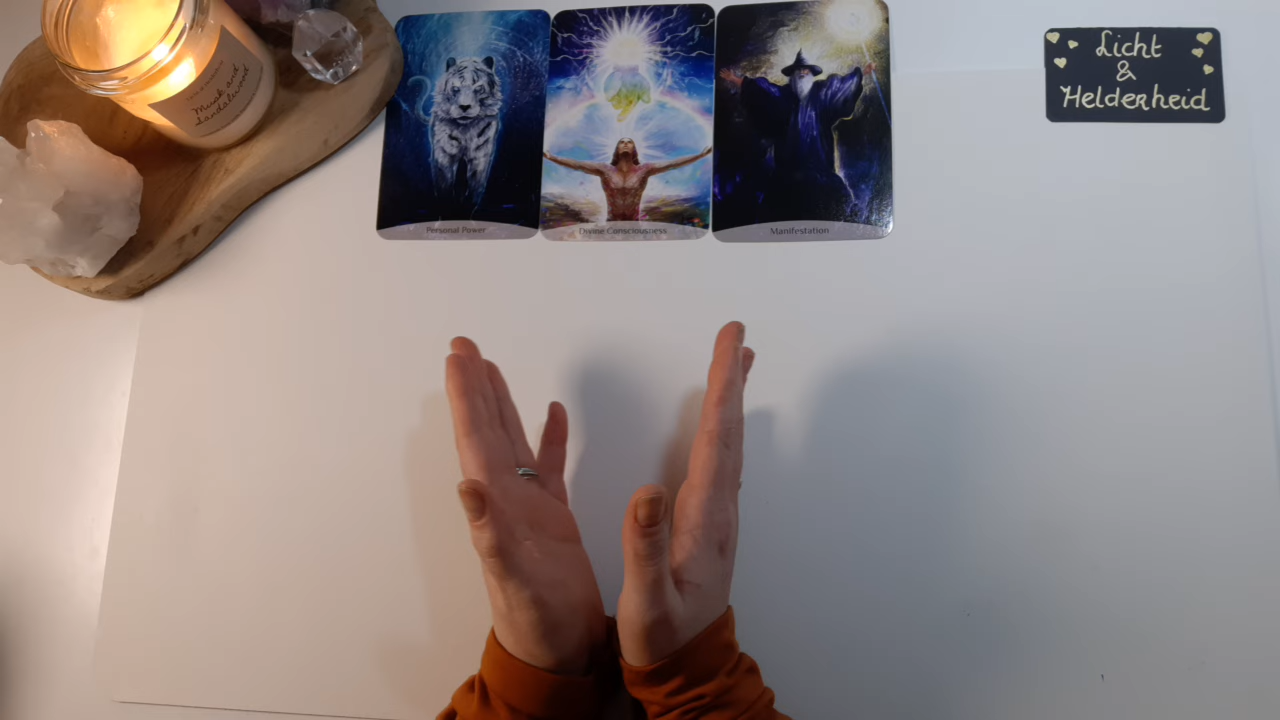 Musk and
Sandalwood
Personal Power
Divine Consciousness
Manifestation
Licht
&
Helderheid